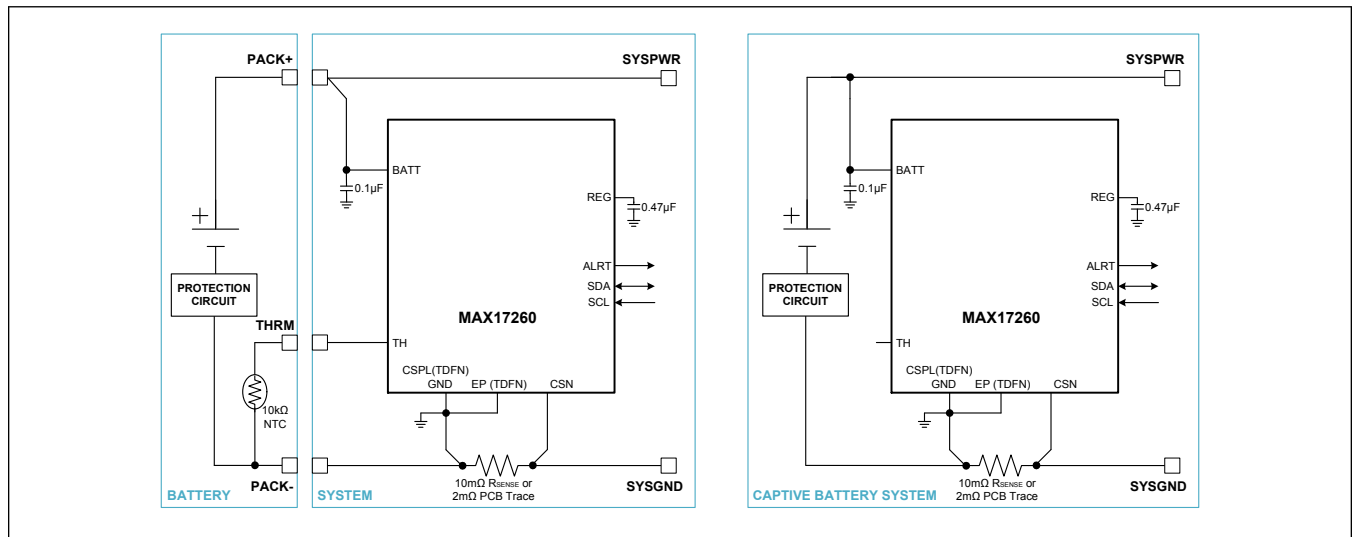 PACK+
SYSPWR
BATT
0.1µF
REG
0.47µF
+
PROTECTION
CIRCUIT
ALRT
SDA
SCL
MAX17260
THRM
TH
CSPL(TDFN)
GND
EP (TDFN)
CSN
10kΩ
NTC
10mΩ RSENSE or
2mΩ PCB Trace
BATTERY
PACK-
SYSTEM
SYSGND
SYSPWR
BATT
0.1µF
REG
0.47µF
+
PROTECTION
CIRCUIT
ALRT
SDA
SCL
MAX17260
TH
CSPL(TDFN)
GND
EP (TDFN)
CSN
10mΩ RSENSE or
2mΩ PCB Trace
CAPTIVE BATTERY SYSTEM
SYSGND